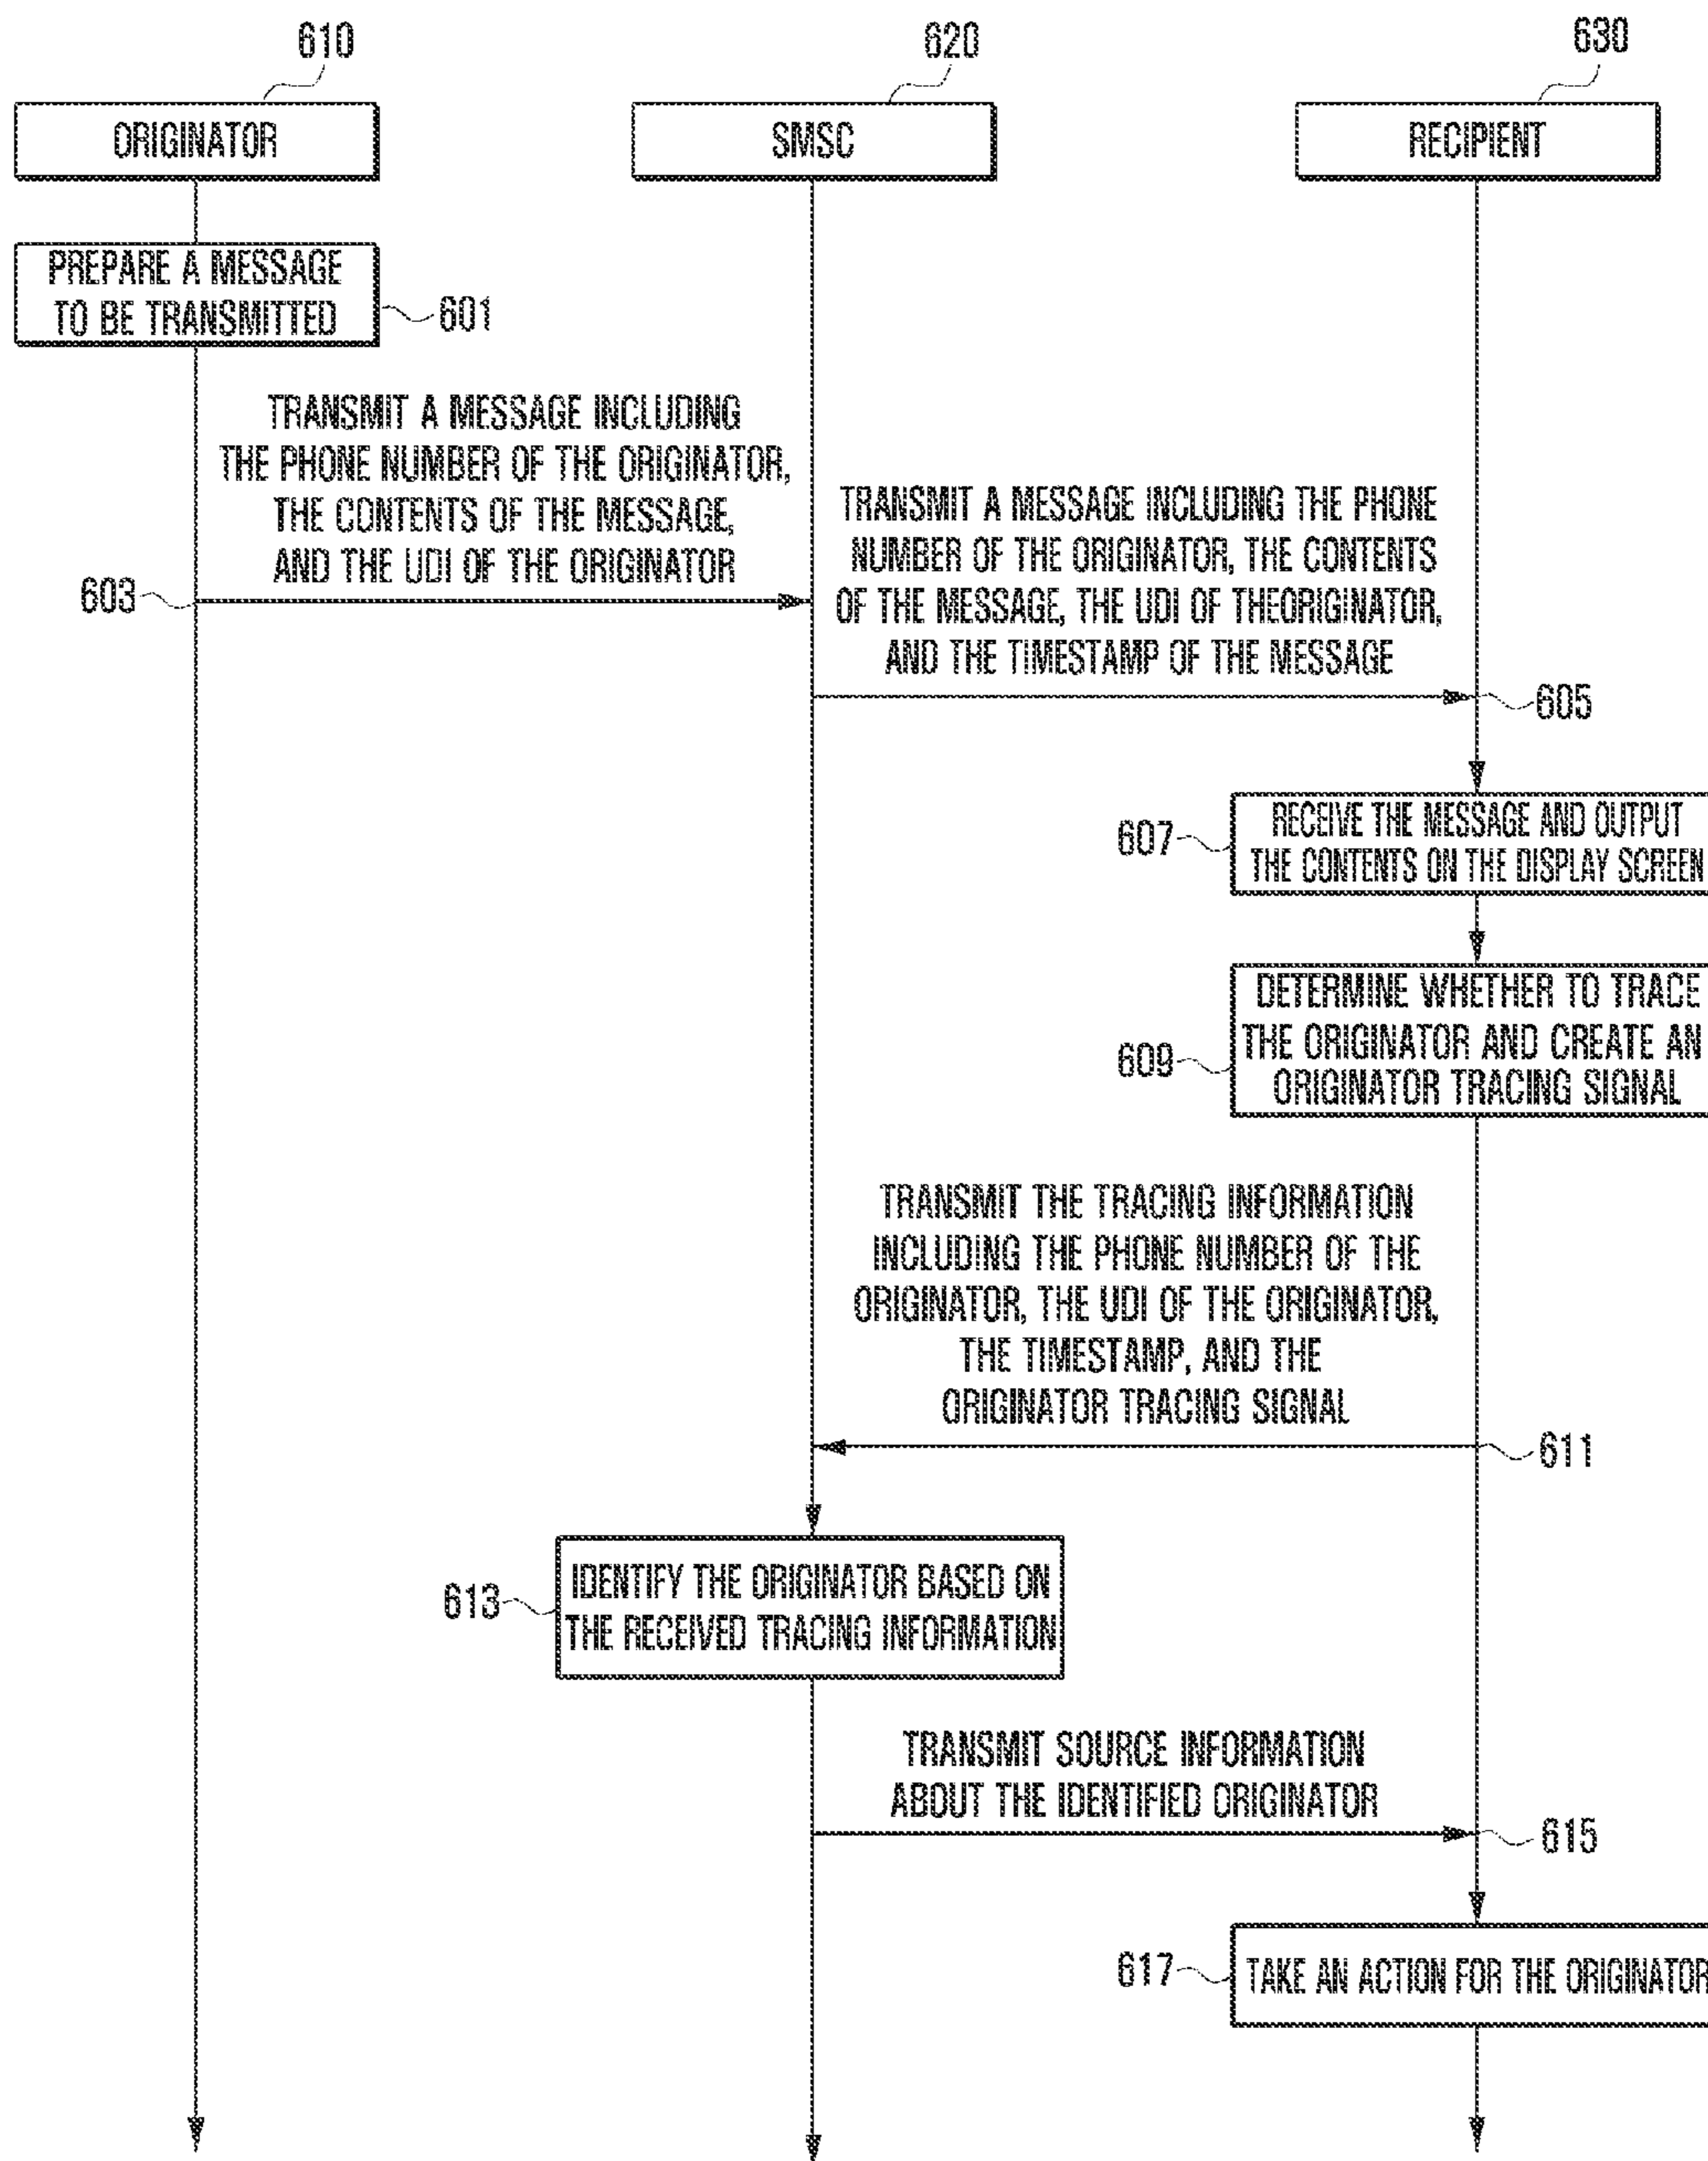 610
620
630
ORIGINATOR
SMSC
RECIPIENT
PREPARE A MESSAGE
TO BE TRANSMITTED
601
TRANSMIT A MESSAGE INCLUDING
THE PHONE NUMBER OF THE ORIGINATOR,
THE CONTENTS OF THE MESSAGE,
AND THE UDI OF THE ORIGINATOR
603
TRANSMIT A MESSAGE INCLUDING THE PHONE
NUMBER OF THE ORIGINATOR, THE CONTENTS
OF THE MESSAGE, THE UDI OF THEORIGINATOR,
AND THE TIMESTAMP OF THE MESSAGE
605
607
RECEIVE THE MESSAGE AND OUTPUT
THE CONTENTS ON THE DISPLAY SCREEN
609
DETERMINE WHETHER TO TRACE
THE ORIGINATOR AND CREATE AN
ORIGINATOR TRACING SIGNAL
TRANSMIT THE TRACING INFORMATION
INCLUDING THE PHONE NUMBER OF THE
ORIGINATOR, THE UDI OF THE ORIGINATOR,
THE TIMESTAMP, AND THE
ORIGINATOR TRACING SIGNAL
611
613
IDENTIFY THE ORIGINATOR BASED ON
THE RECEIVED TRACING INFORMATION
TRANSMIT SOURCE INFORMATION
ABOUT THE IDENTIFIED ORIGINATOR
615
617
TAKE AN ACTION FOR THE ORIGINATOR